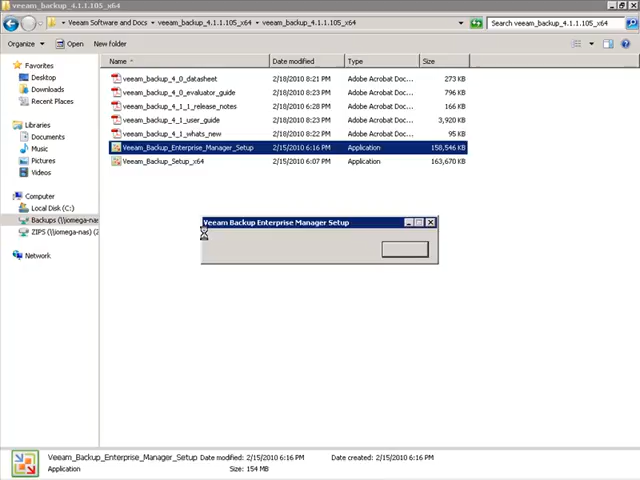 veeam_backup_4.1.1.105_x64
Veeam Software and Docs
veeam_backup_4.1.1.105_x64
veeam_backup_4.1.1.105_x64
Search veeam_backup_4.1.1.105_x64
Organize
Open
New folder
Name
Date modified
Type
Size
Favorites
Desktop
Downloads
Recent Places
Libraries
Documents
Music
Pictures
Videos
Computer
Local Disk (C:)
Backups (\\iomega-nas)
ZIPS (\\iomega-nas) (Z
Network
veeam_backup_4_0_datasheet 2/18/2010 8:21 PM Adobe Acrobat Doc... 273 KB
veeam_backup_4_0_evaluator_guide 2/18/2010 8:23 PM Adobe Acrobat Doc... 796 KB
veeam_backup_4_1_1_release_notes 2/16/2010 6:28 PM Adobe Acrobat Doc... 166 KB
veeam_backup_4_1_user_guide 2/18/2010 8:23 PM Adobe Acrobat Doc... 3,920 KB
veeam_backup_4_1_whats_new 2/18/2010 8:22 PM Adobe Acrobat Doc... 95 KB
Veeam_Backup_Enterprise_Manager_Setup 2/15/2010 6:16 PM Application 158,546 KB
Veeam_Backup_Setup_x64 2/15/2010 6:07 PM Application 163,670 KB
Veeam Backup Enterprise Manager Setup
Veeam_Backup_Enterprise_Manager_Setup Date modified: 2/15/2010 6:16 PM Date created: 2/15/2010 6:16 PM
Application Size: 154 MB